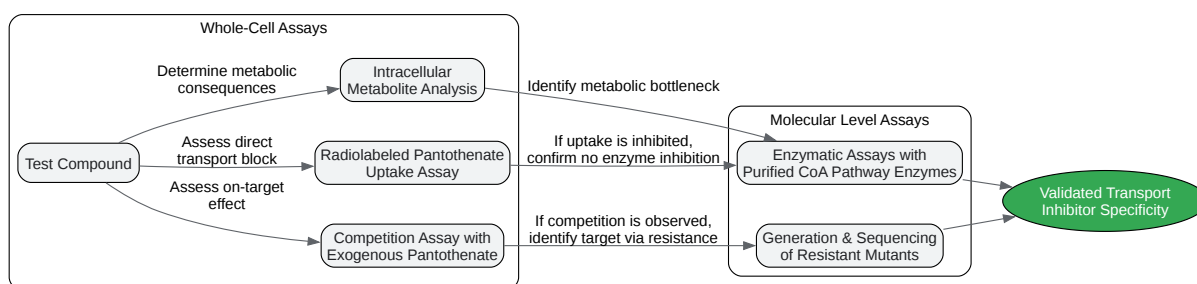 Whole-Cell Assays
Test Compound
Determine metabolic
consequences
Assess direct
transport block
Assess on-target
effect
Intracellular
Metabolite Analysis
Radiolabeled Pantothenate
Uptake Assay
Competition Assay with
Exogenous Pantothenate
Identify metabolic bottleneck
If uptake is inhibited,
confirm no enzyme inhibition
If competition is observed,
identify target via resistance
Molecular Level Assays
Enzymatic Assays with
Purified CoA Pathway Enzymes
Generation & Sequencing
of Resistant Mutants
Validated Transport
Inhibitor Specificity